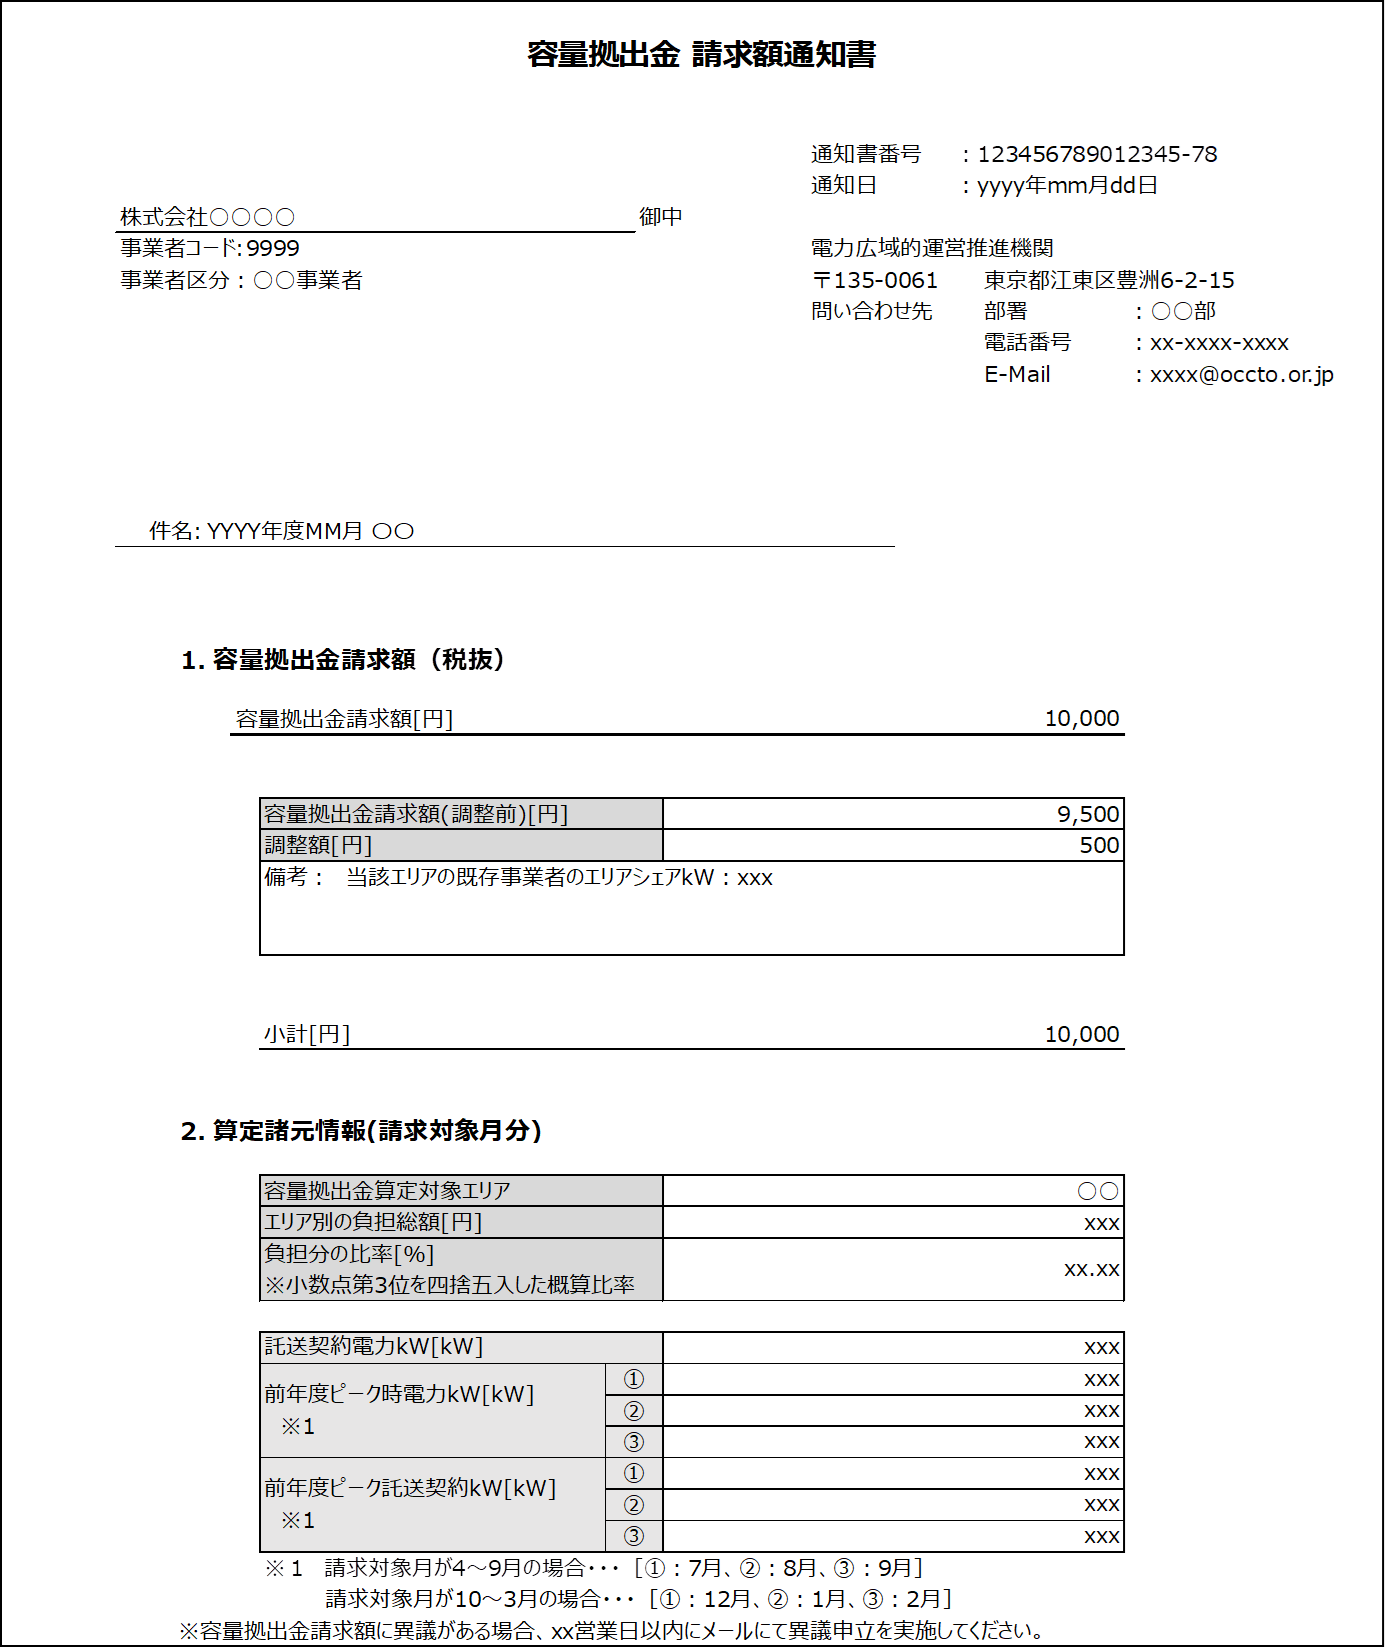 容量拠出金 請求額通知書
通知書番号 : 123456789012345-78
通知日 : yyyy年mm月dd日
株式会社○○○○ 御中
事業者コード:9999
事業者区分：○○事業者
電力広域的運営推進機関
〒135-0061 東京都江東区豊洲6-2-15
問い合わせ先 部署 : ○○部
電話番号 : xx-xxxx-xxxx
E-Mail : xxxx@occto.or.jp
件名: YYYY年度MM月 ○○
1. 容量拠出金請求額（税抜）
容量拠出金請求額[円] 10,000
容量拠出金請求額(調整前)[円] 9,500
調整額[円] 500
備考： 当該エリアの既存事業者のエリアシェアkW：xxx
小計[円] 10,000
2. 算定諸元情報(請求対象月分)
容量拠出金算定対象エリア ○○
エリア別の負担総額[円] xxx
負担分の比率[%]
※小数点第3位を四捨五入した概算比率 xx.xx
託送契約電力kW[kW] xxx
前年度ピーク時電力kW[kW]
※1
① xxx
② xxx
③ xxx
前年度ピーク託送契約kW[kW]
※1
① xxx
② xxx
③ xxx
※１ 請求対象月が4～9月の場合･･･［①：7月、②：8月、③：9月］
請求対象月が10～3月の場合･･･［①：12月、②：1月、③：2月］
※容量拠出金請求額に異議がある場合、xx営業日以内にメールにて異議申立を実施してください。